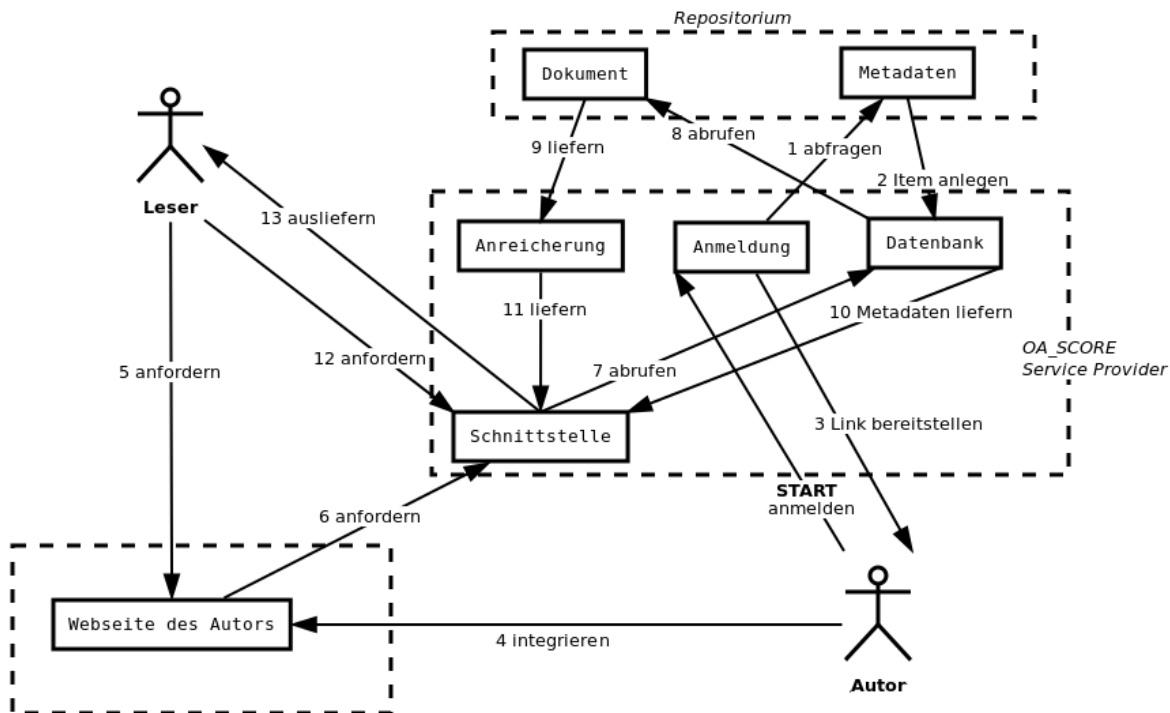 Repositorium
Dokument
Metadaten
8 abrufen
1 abfragen
9 liefern
2 Item anlegen
Leser
13 ausliefern
Anreicherung
Anmeldung
Datenbank
11 liefern
10 Metadaten liefern
OA_SCORE
Service Provider
12 anfordern
5 anfordern
7 abrufen
3 Link bereitstellen
Schnittstelle
START
anmelden
6 anfordern
Webseite des Autors
4 integrieren
Autor